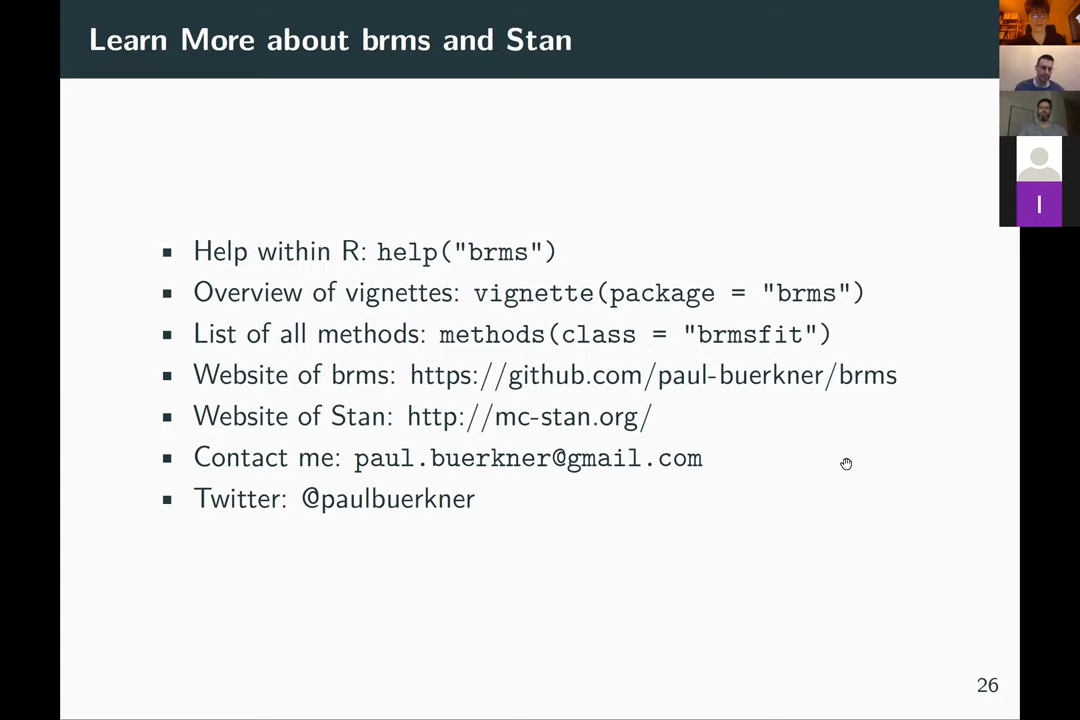 Learn More about brms and Stan
Help within R: help("brms")
Overview of vignettes: vignette(package = "brms")
List of all methods: methods(class = "brmsfit")
Website of brms: https://github.com/paul-buerkner/brms
Website of Stan: http://mc-stan.org/
Contact me: paul.buerkner@gmail.com
Twitter: @paulbuerkner
26
I